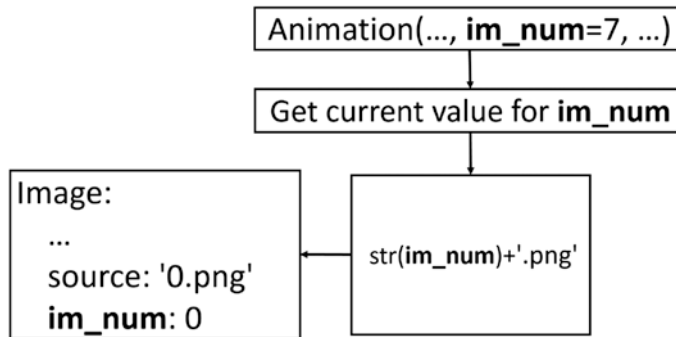 Animation(..., im_num=7, ...)
Get current value for im_num
str(im_num)+'.png'
Image:
...
source: '0.png'
im_num: 0